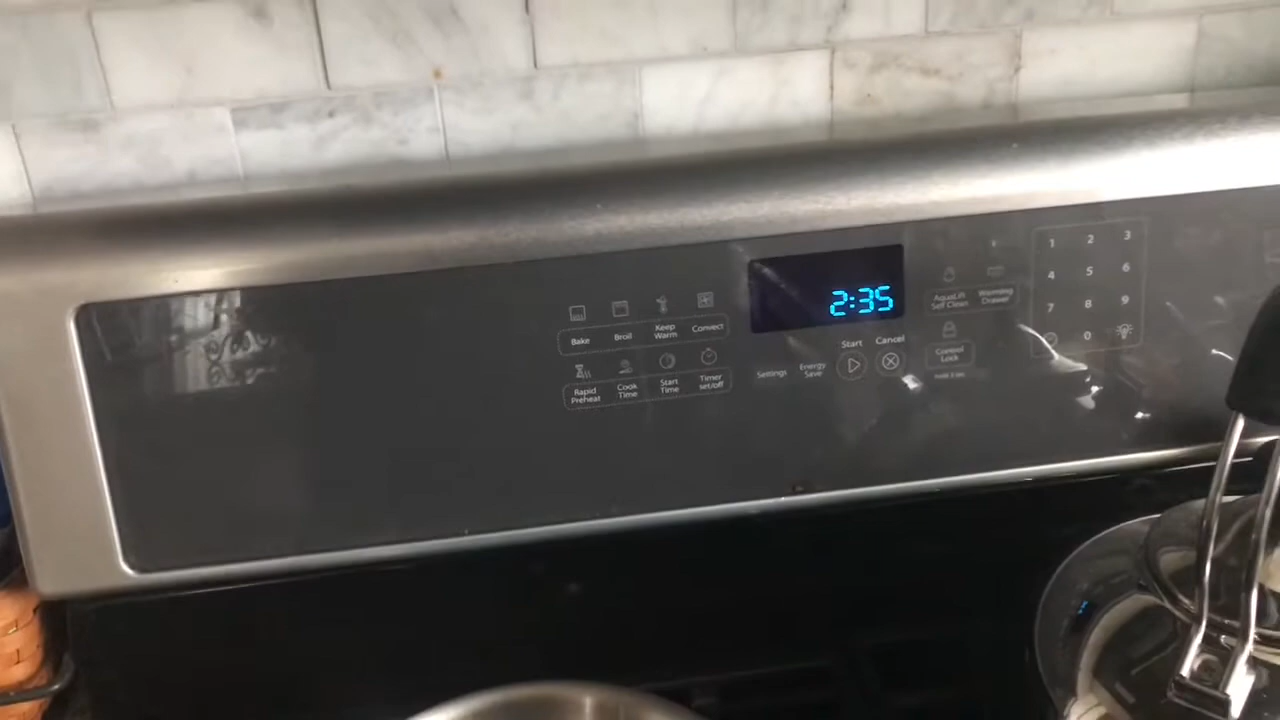 Bake
Broil
Keep
Warm
Convect
Rapid
Preheat
Cook
Time
Start
Time
Timer
set/off
2:35
Settings
Energy
Save
Start
Cancel
AquaLift
Self Clean
Warming
Drawer
Control
Lock
1 2 3
4 5 6
7 8 9
0